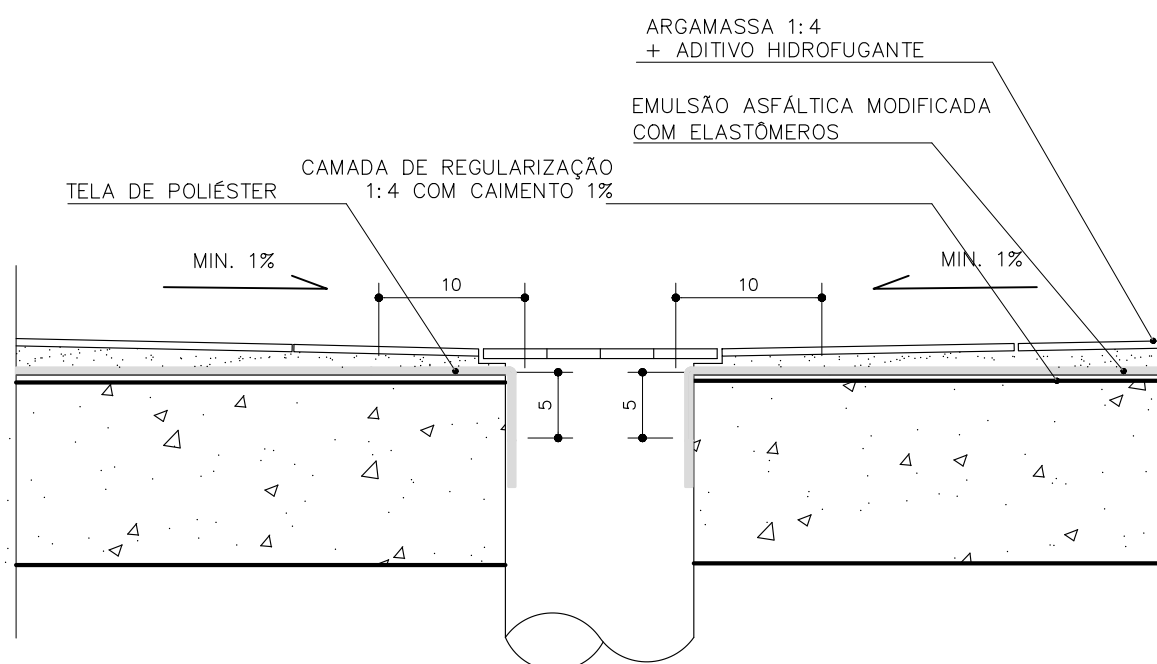 ARGAMASSA 1:4
+ ADITIVO HIDROFUGANTE
EMULSÃO ASFÁLTICA MODIFICADA
COM ELASTÔMEROS
CAMADA DE REGULARIZAÇÃO
1:4 COM CAIMENTO 1%
TELA DE POLIÉSTER
MIN. 1%
MIN. 1%
10
10
5
5